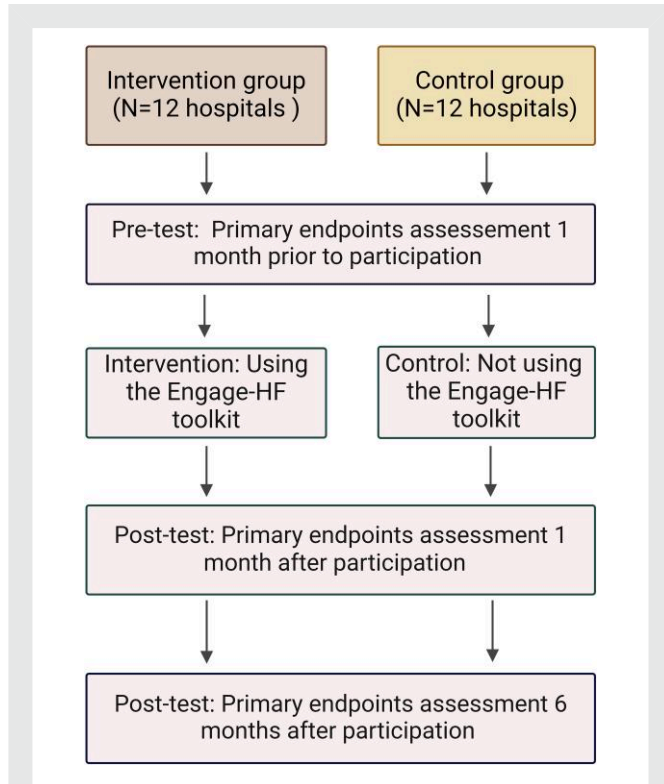 Intervention group
(N=12 hospitals )
Control group
(N=12 hospitals)
Pre-test: Primary endpoints assessement 1
month prior to participation
Intervention: Using
the Engage-HF
toolkit
Control: Not using
the Engage-HF
toolkit
Post-test: Primary endpoints assessment 1
month after participation
Post-test: Primary endpoints assessment 6
months after participation